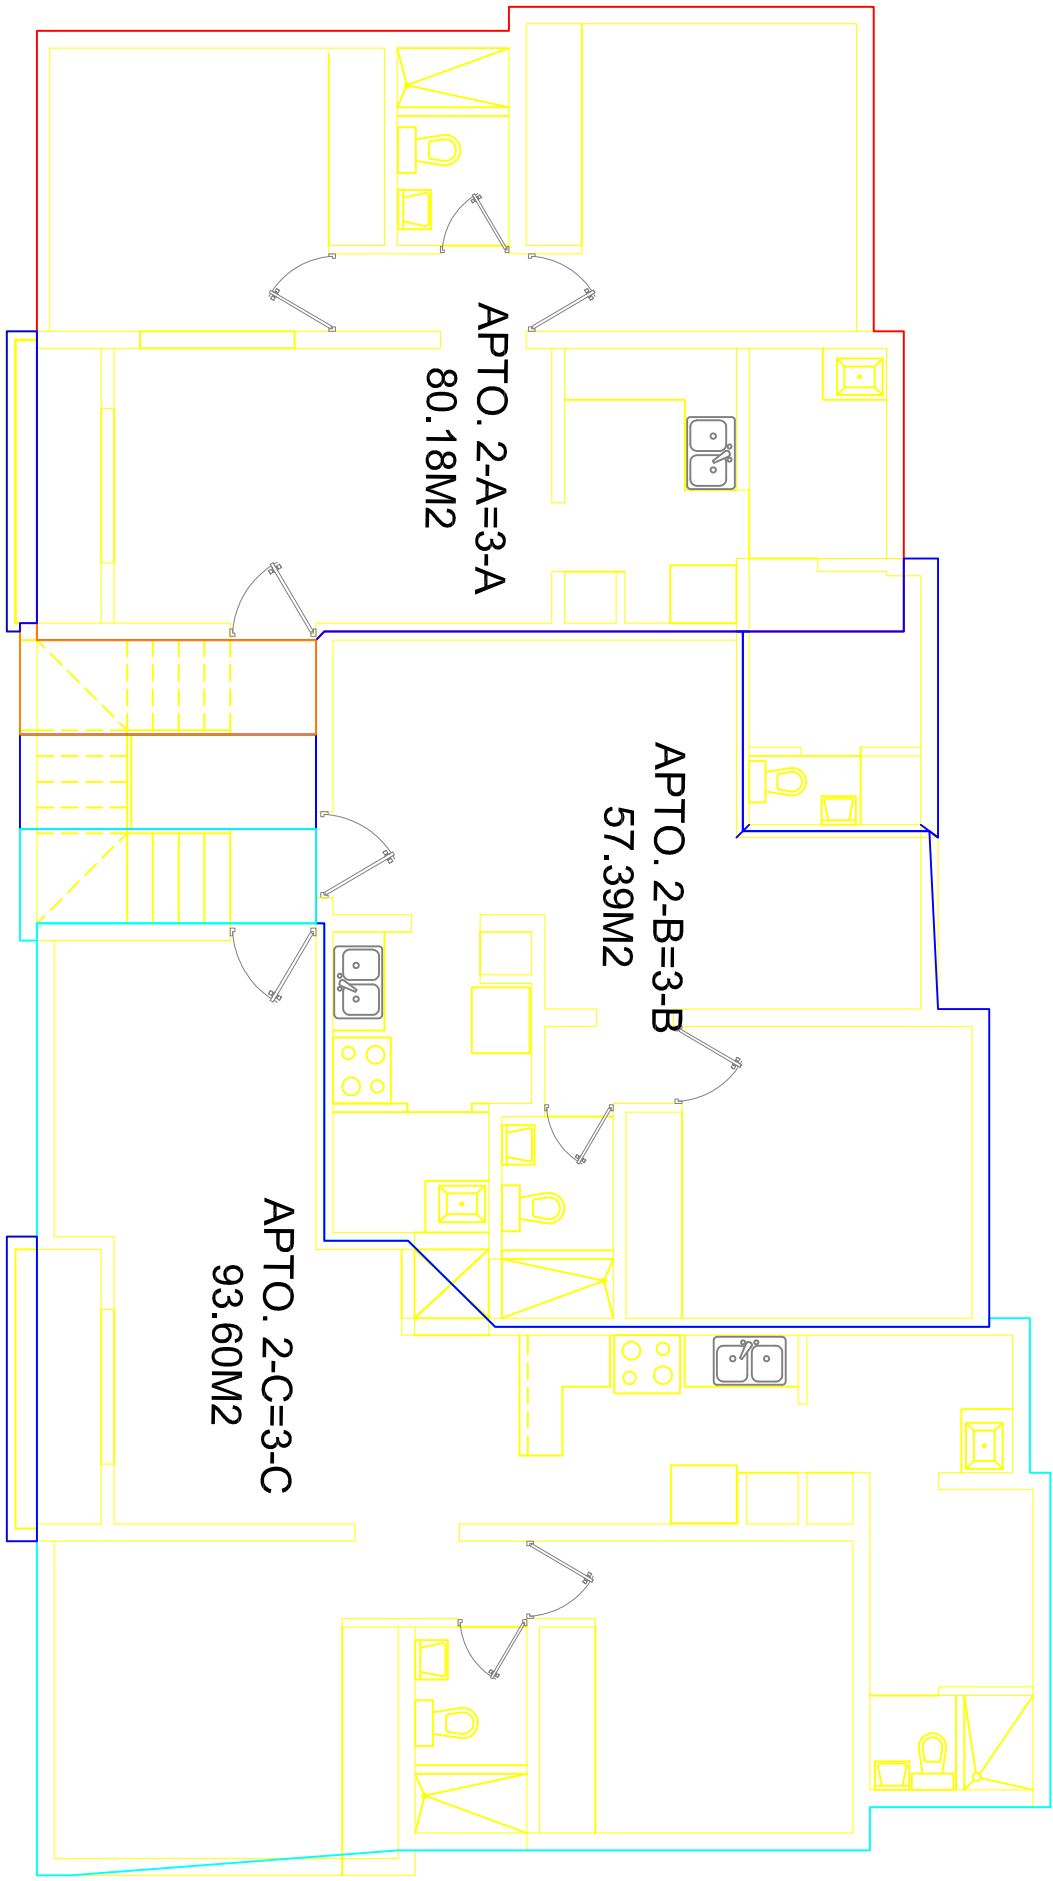 APTO. 2-A=3-A
80.18M2
APTO. 2-B=3-B
57.39M2
APTO. 2-C=3-C
93.60M2